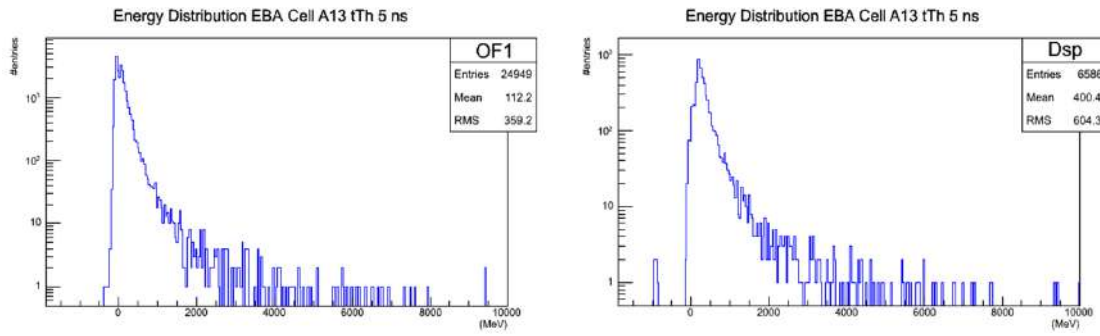 Energy Distribution EBA Cell A13 tTh 5 ns
#entries
OF1
Entries 24949
Mean 112.2
RMS 359.2
10³
10²
10
1
0 2000 4000 6000 8000 10000
(MeV)
Energy Distribution EBA Cell A13 tTh 5 ns
#entries
Dsp
Entries 6586
Mean 400.4
RMS 604.3
10³
10²
10
1
0 2000 4000 6000 8000 10000
(MeV)